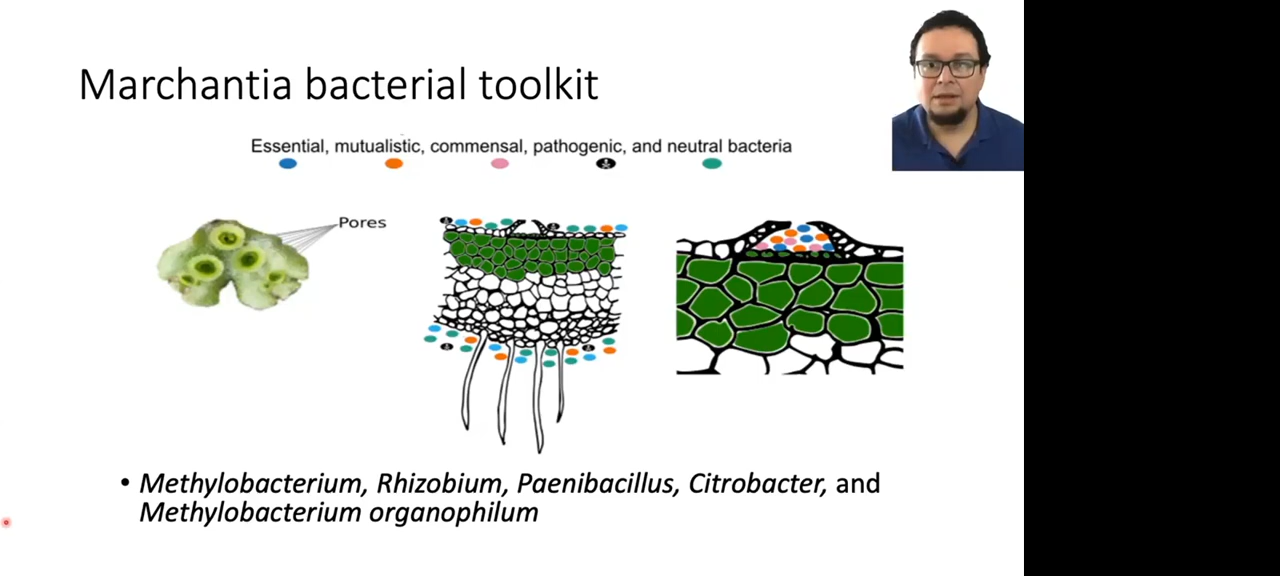 Marchantia bacterial toolkit
Essential, mutualistic, commensal, pathogenic, and neutral bacteria
Pores
• Methylobacterium, Rhizobium, Paenibacillus, Citrobacter, and
Methylobacterium organophilum